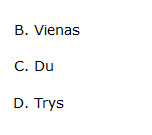 B. Vienas
C. Du
D. Trys